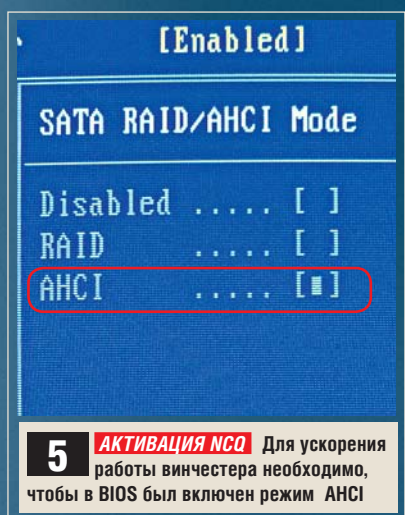 [Enabled]
SATA RAID/AHCI Mode
Disabled ..... [ ]
RAID ..... [ ]
AHCI ..... [■]
5 АКТИВАЦИЯ NCQ Для ускорения
работы винчестера необходимо,
чтобы в BIOS был включен режим AHCI